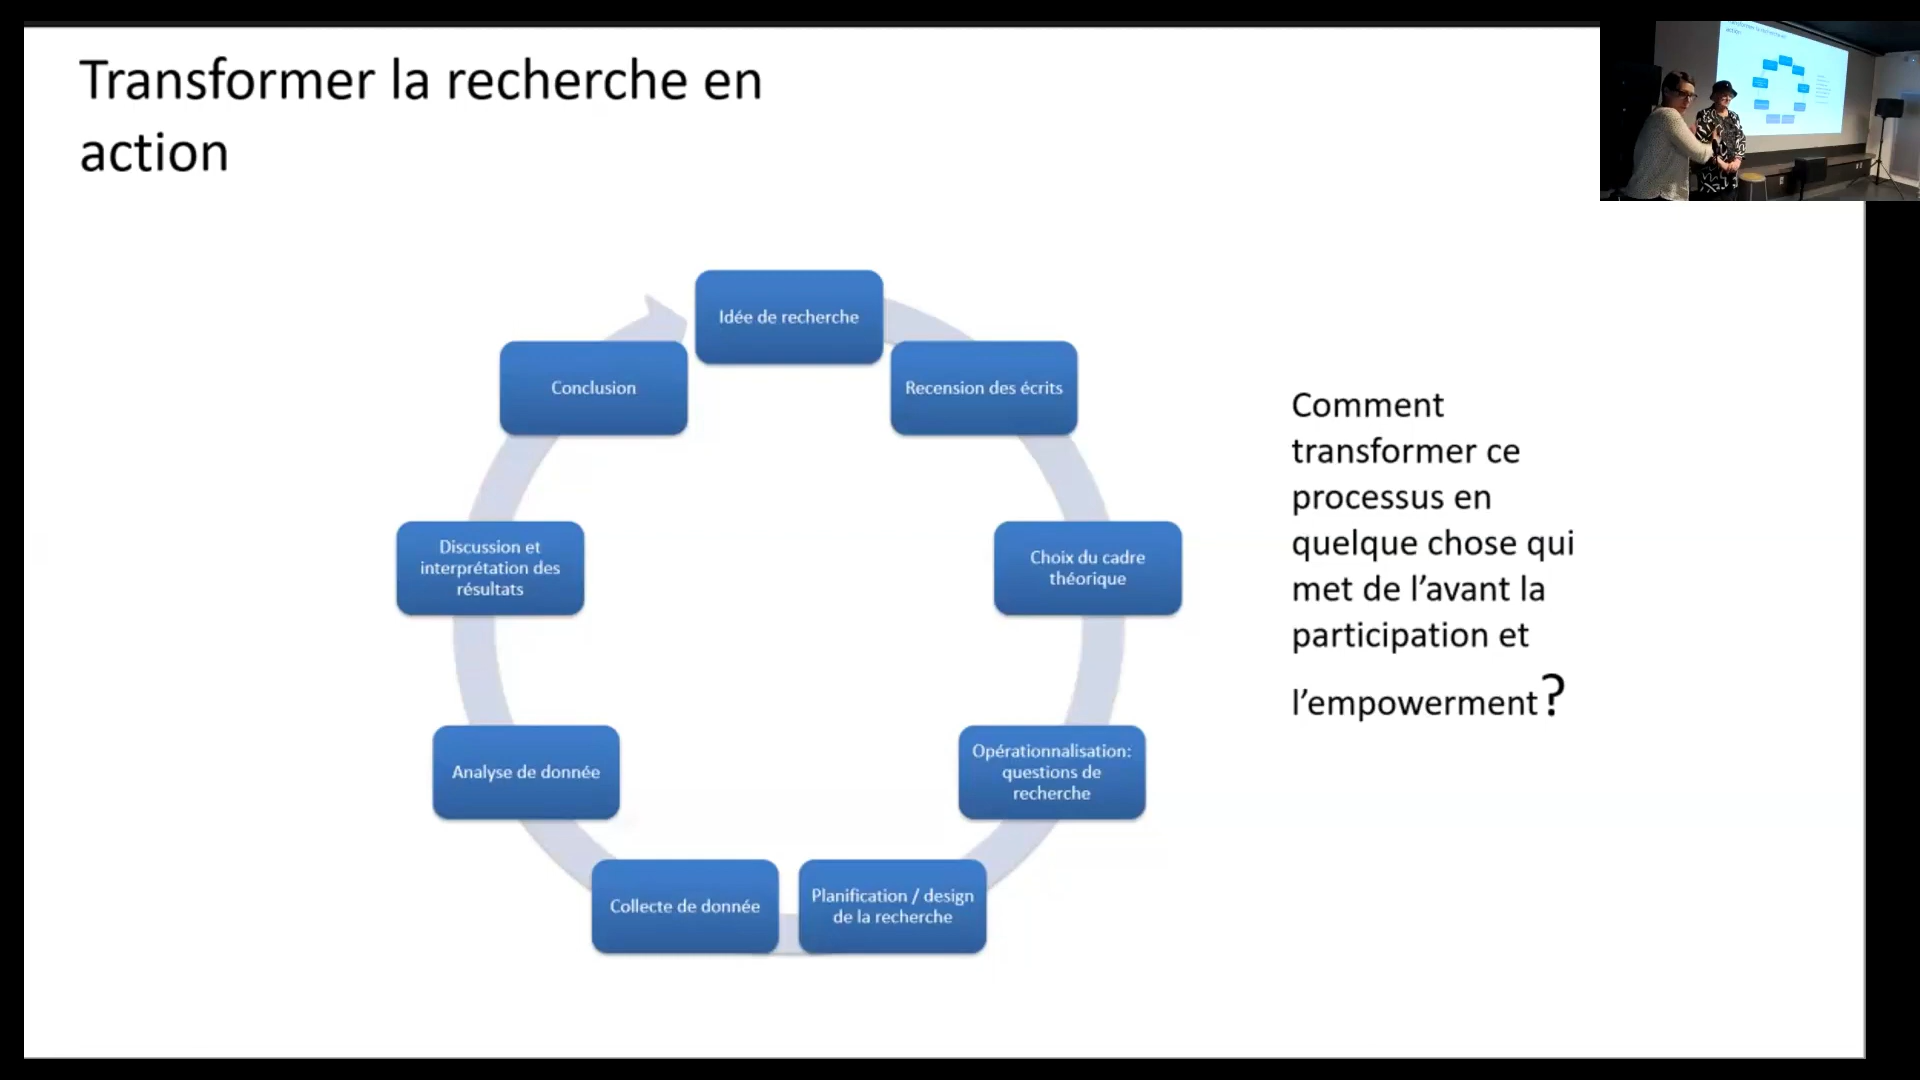 Transformer la recherche en
action
Idée de recherche
Recension des écrits
Choix du cadre
théorique
Opérationnalisation:
questions de
recherche
Planification / design
de la recherche
Collecte de donnée
Analyse de donnée
Discussion et
interprétation des
résultats
Conclusion
Comment
transformer ce
processus en
quelque chose qui
met de l’avant la
participation et
l’empowerment?